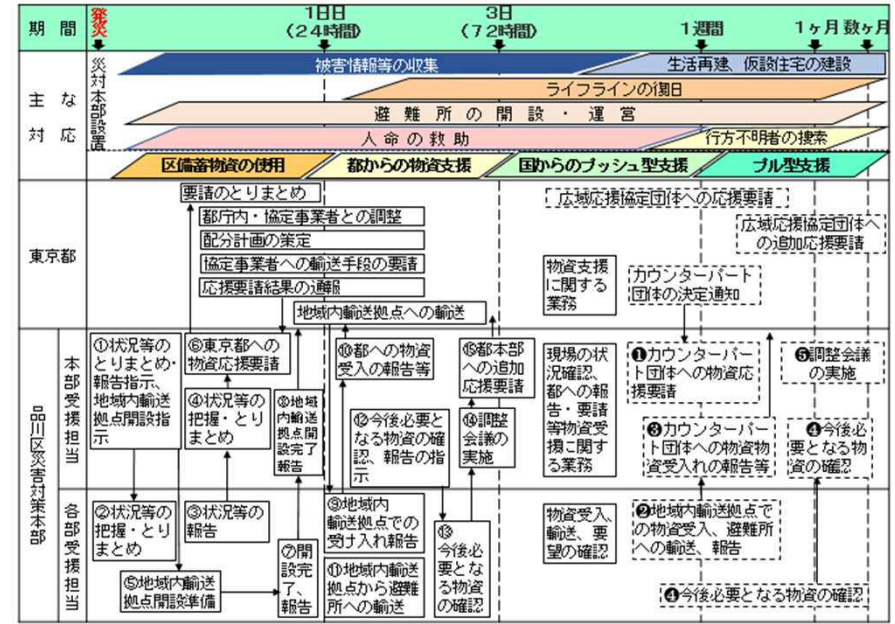 期間
発災
1日目
(24時間)
3日
(72時間)
1週間
1ヶ月
数ヶ月
主な
対応
災対本部設置
被害情報等の収集
生活再建、仮設住宅の建設
ライフラインの復旧
避難所の開設・運営
人命の救助
行方不明者の捜索
区備蓄物資の使用
都からの物資支援
国からのプッシュ型支援
プル型支援
東京都
要請のとりまとめ
都庁内・協定事業者との調整
配分計画の策定
協定事業者への輸送手段の要請
応援要請結果の通報
地域内輸送拠点への輸送
広域応援協定団体への応援要請
広域応援協定団体へ
の追加応援要請
物資支援
に関する
業務
カウンターパート
団体の決定通知
品川区災害対策本部
本部受援担当
①状況等の
とりまとめ・
報告指示、
地域内輸送
拠点開設指
示
⑥東京都への
物資応援要請
④状況等の
把握・とり
まとめ
⑧地域
内輸送
拠点開
設完了
報告
⑩都への物資
受入の報告等
⑫今後必要
となる物資の確
認、報告の指
示
⑮都本部
への追加
応援要請
⑭調整
会議の
実施
現場の状
況確認、
都への報
告・要請
等物資受
援に関す
る業務
❶カウンターパー
ト団体への物資応
援要請
❸カウンターパー
ト団体への物資物
資受入れの報告等
❺調整会議
の実施
❹今後必
要となる物
資の確認
各部受援担当
②状況等の
把握・とり
まとめ
③状況等の
報告
⑤地域内輸送
拠点開設準備
⑦開
設完
了、
報告
⑨地域内
輸送拠点での
受け入れ報告
⑪地域内輸送
拠点から避難
所への輸送
⑬
今後必
要とな
る物資
の確認
物資受入、
輸送、要
望の確認
❷地域内輸送拠点で
の物資受入、避難所
への輸送、報告
❹今後必要となる物資の確認